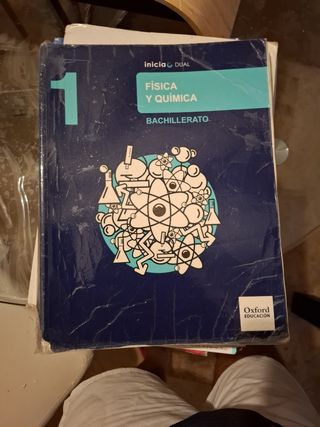 inicia DUAL
1
FÍSICA
Y QUÍMICA
BACHILLERATO
Oxford
EDUCACIÓN